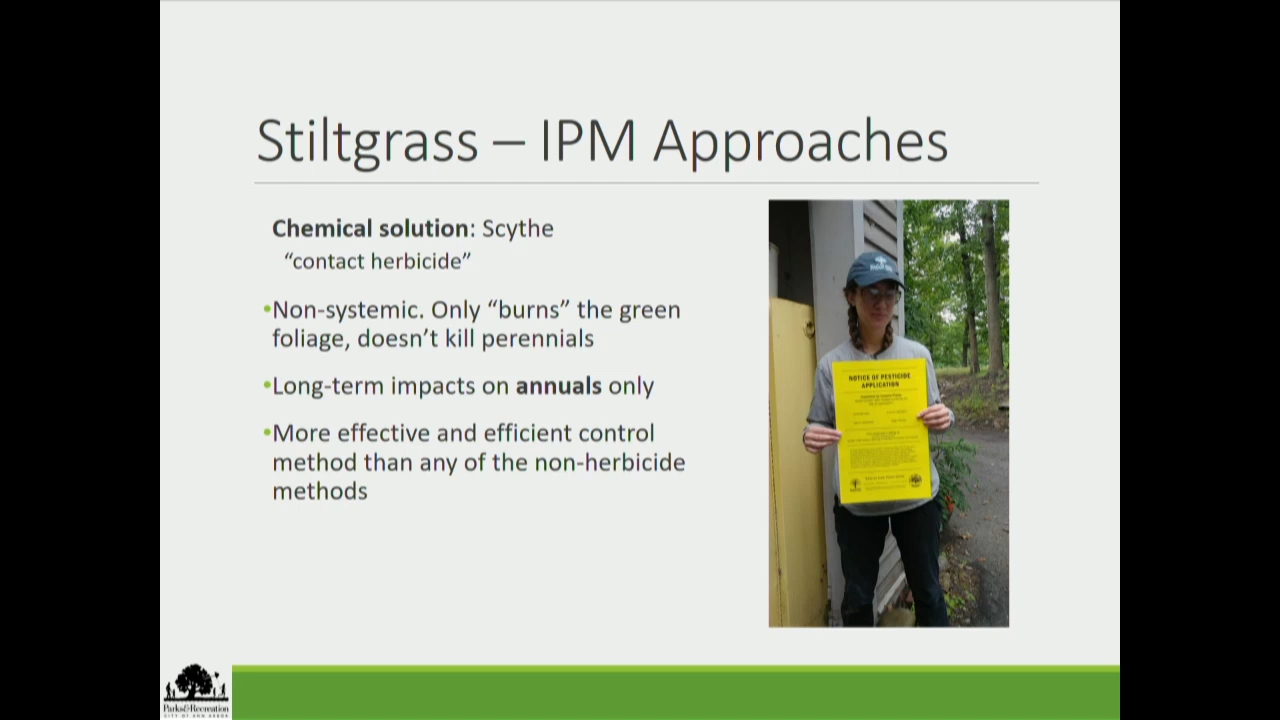 Stiltgrass – IPM Approaches
Chemical solution: Scythe
“contact herbicide”
•Non-systemic. Only “burns” the green
foliage, doesn’t kill perennials
•Long-term impacts on annuals only
•More effective and efficient control
method than any of the non-herbicide
methods
NOTICE OF PESTICIDE
APPLICATION
Parks&Recreation
CITY OF ANN ARBOR